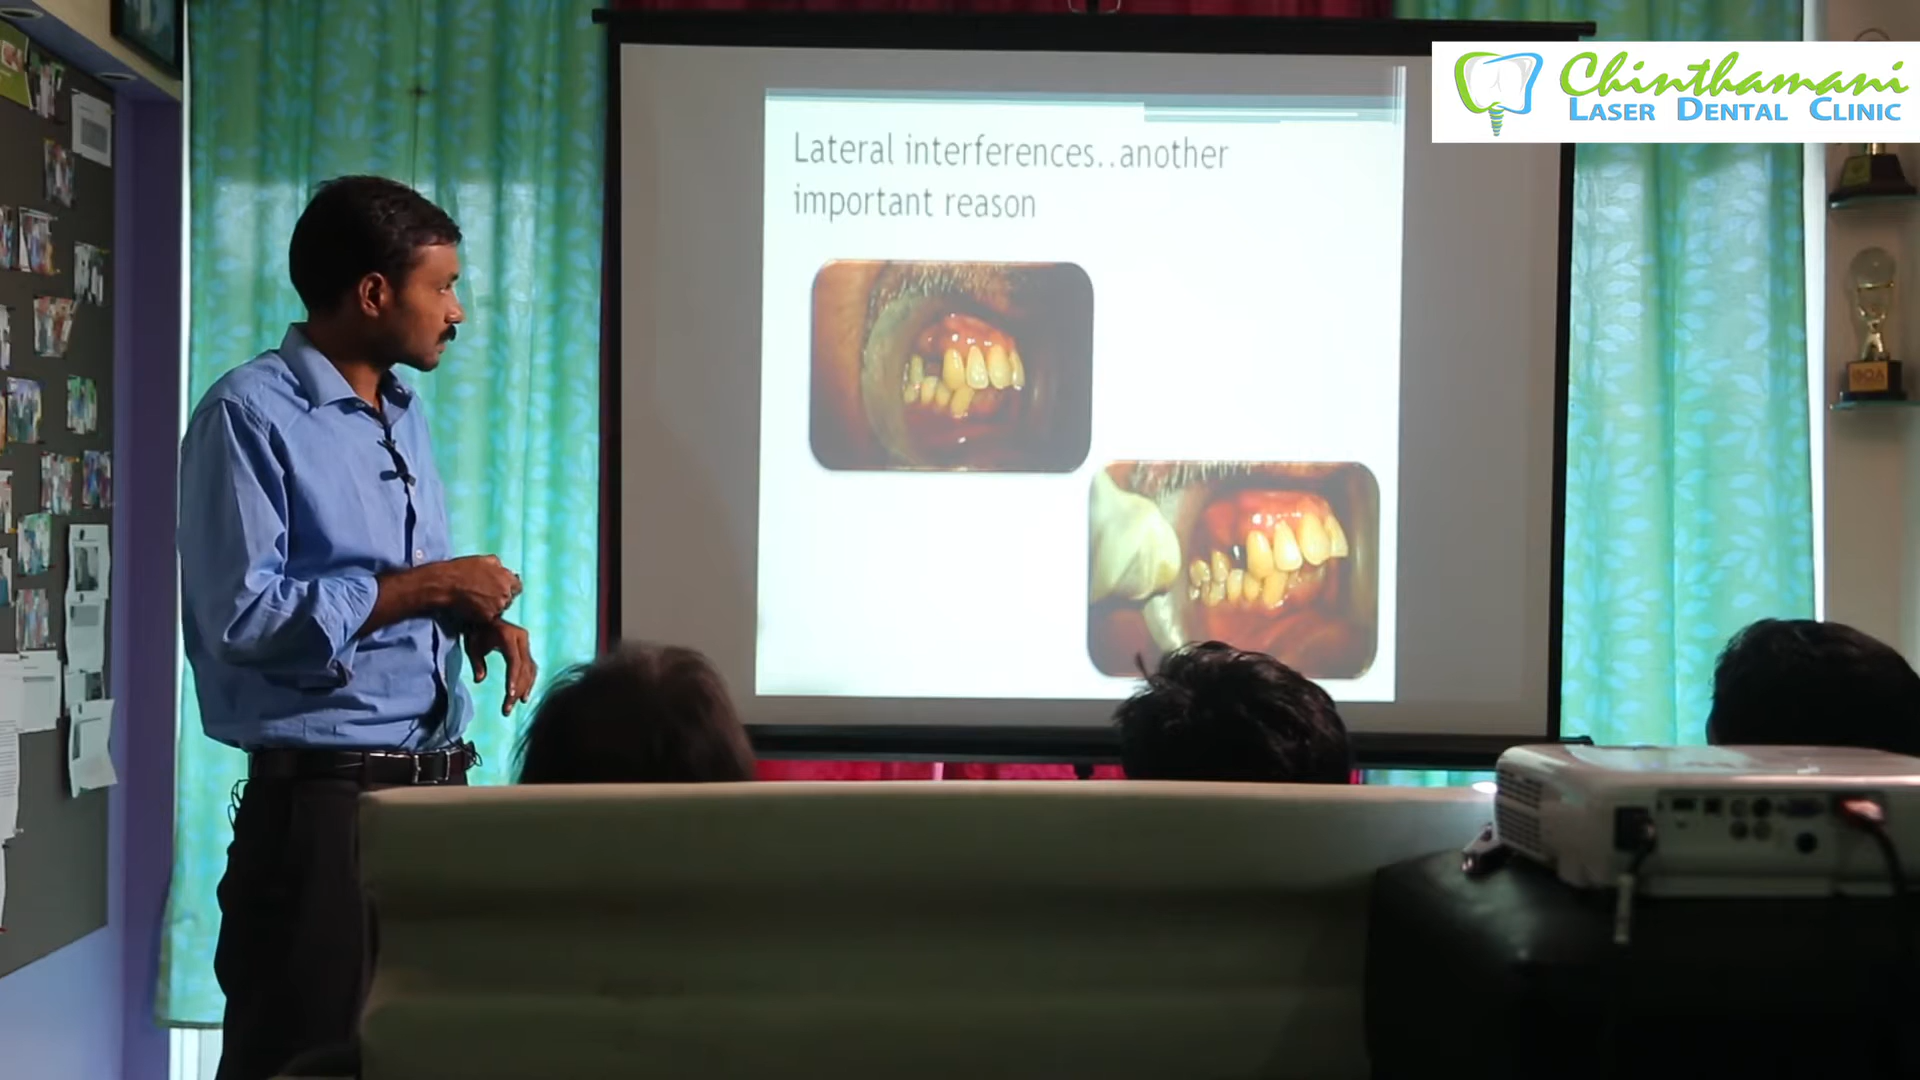 Chinthamani
LASER DENTAL CLINIC
Lateral interferences..another
important reason